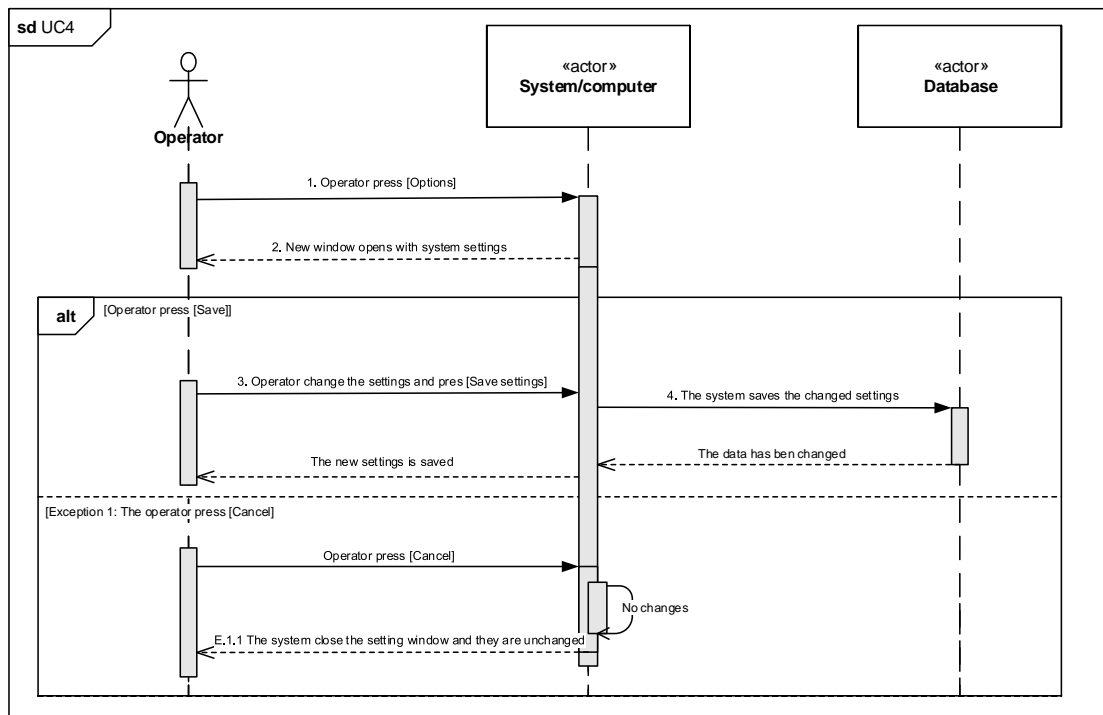 sd UC4
«actor»
System/computer
«actor»
Database
Operator
1. Operator press [Options]
2. New window opens with system settings
alt
[Operator press [Save]]
3. Operator change the settings and pres [Save settings]
4. The system saves the changed settings
The data has ben changed
The new settings is saved
[Exception 1: The operator press [Cancel]
Operator press [Cancel]
No changes
E.1.1 The system close the setting window and they are unchanged